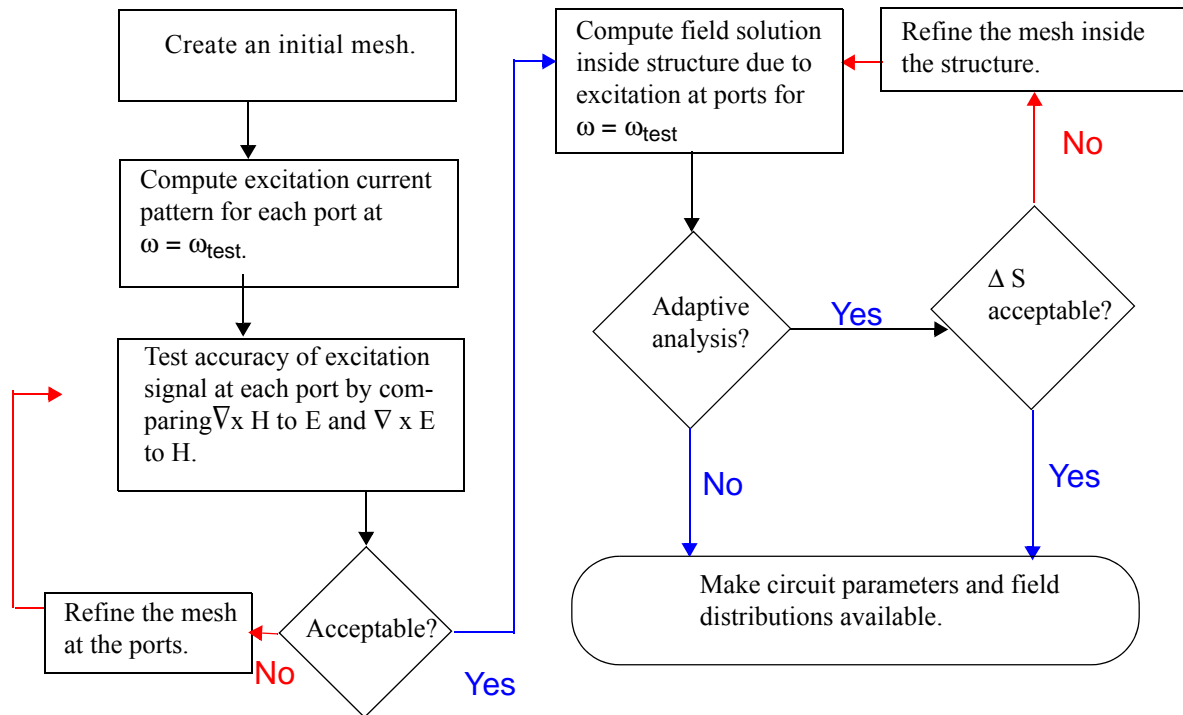 Create an initial mesh.
Compute excitation current
pattern for each port at
ω = ωtest.
Test accuracy of excitation
signal at each port by com-
paring∇x H to E and ∇ x E
to H.
Acceptable?
No
Refine the mesh
at the ports.
Yes
Compute field solution
inside structure due to
excitation at ports for
ω = ωtest
Refine the mesh inside
the structure.
No
Adaptive
analysis?
Yes
Δ S
acceptable?
No
Yes
Make circuit parameters and field
distributions available.